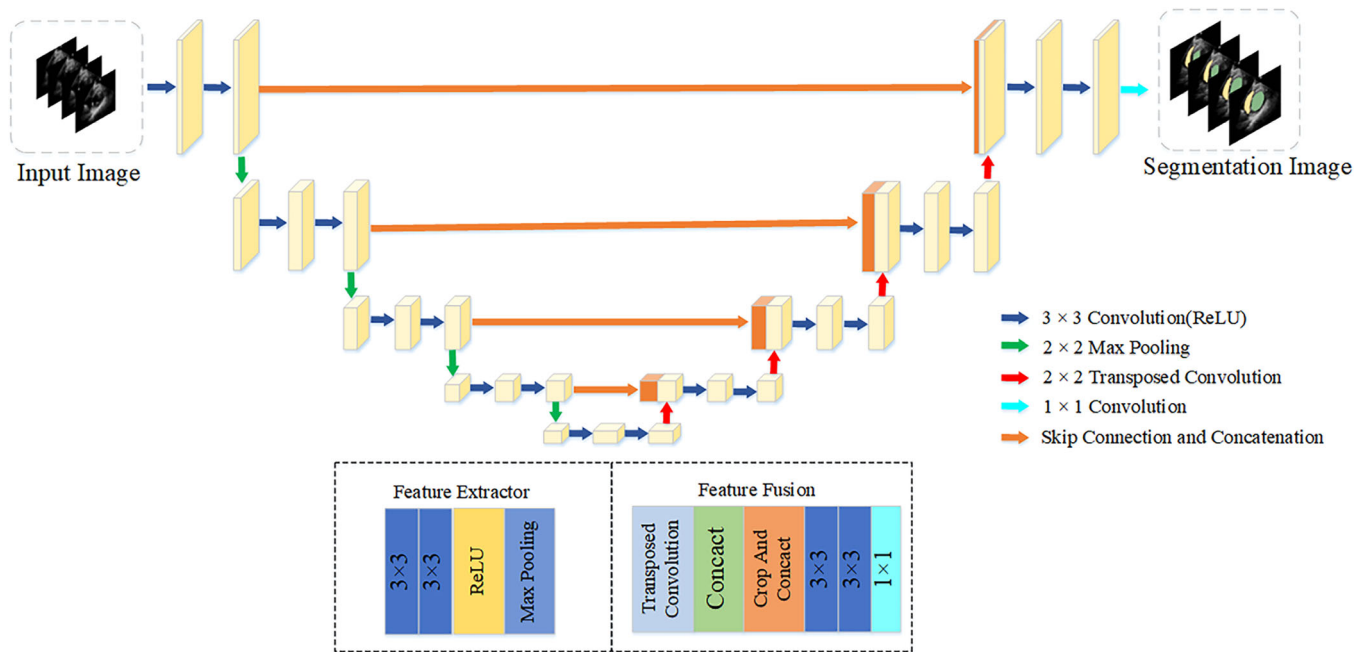 Input Image
Segmentation Image
3 × 3 Convolution(ReLU)
2 × 2 Max Pooling
2 × 2 Transposed Convolution
1 × 1 Convolution
Skip Connection and Concatenation
Feature Extractor
3×3
3×3
ReLU
Max Pooling
Feature Fusion
Transposed
Convolution
Concact
Crop And
Concact
3×3
3×3
1×1